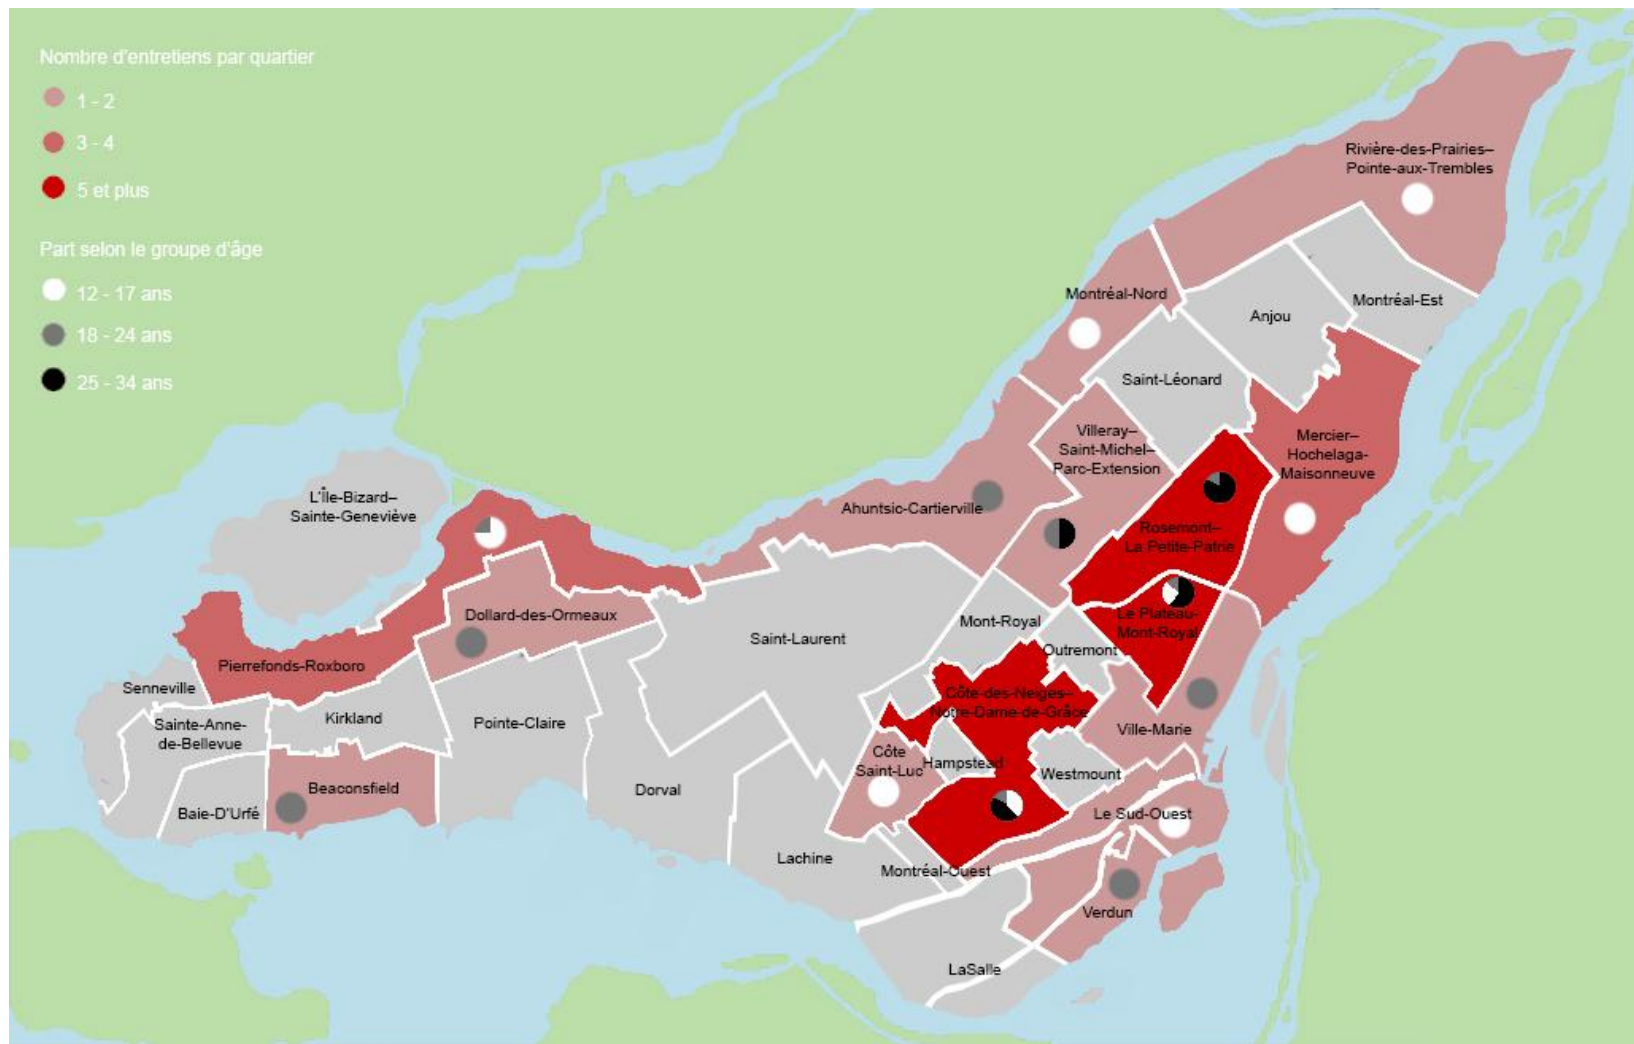 Nombre d'entretiens par quartier
1 - 2
3 - 4
5 et plus
Part selon le groupe d'âge
12 - 17 ans
18 - 24 ans
25 - 34 ans
Rivière-des-Prairies–
Pointe-aux-Trembles
Montréal-Nord
Montréal-Est
Anjou
Saint-Léonard
Villeray–
Saint-Michel–
Parc-Extension
Mercier–
Hochelaga-
Maisonneuve
L'Île-Bizard–
Sainte-Geneviève
Ahuntsic-Cartierville
Rosemont–
La Petite-Patrie
Dollard-des-Ormeaux
Mont-Royal
Le Plateau-
Mont-Royal
Saint-Laurent
Outremont
Pierrefonds-Roxboro
Senneville
Côte-des-Neiges–
Notre-Dame-de-Grâce
Sainte-Anne-
de-Bellevue
Kirkland
Pointe-Claire
Ville-Marie
Côte
Saint-Luc
Hampstead
Westmount
Beaconsfield
Dorval
Baie-D'Urfé
Le Sud-Ouest
Lachine
Montréal-Ouest
Verdun
LaSalle